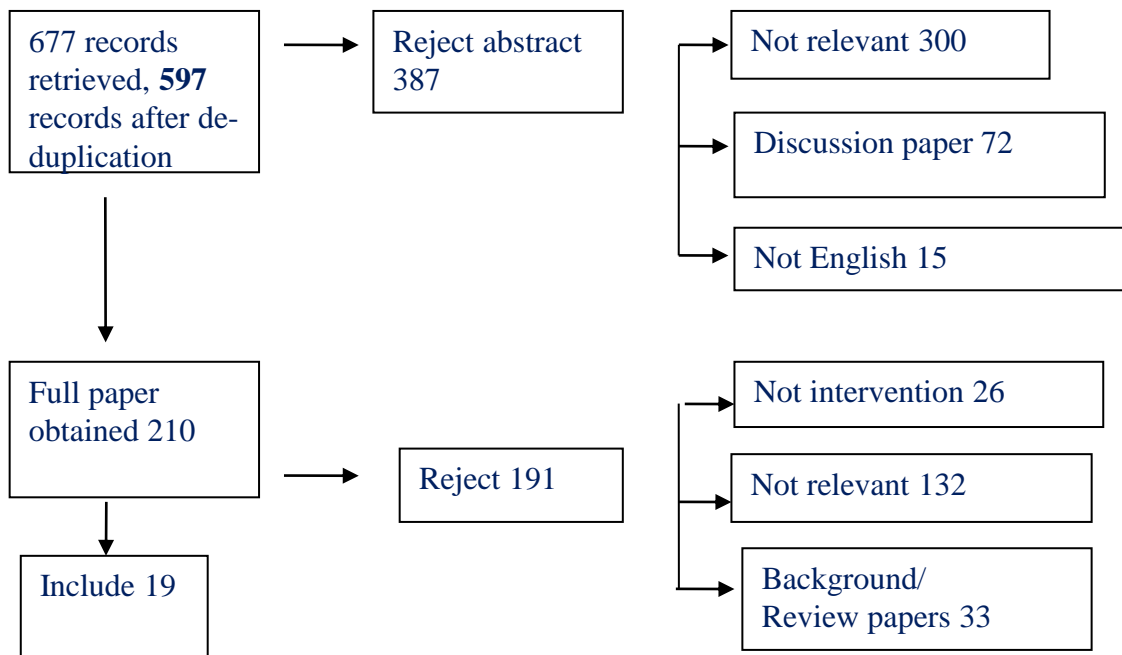 677 records
retrieved, 597
records after de-
duplication
Reject abstract
387
Not relevant 300
Discussion paper 72
Not English 15
Full paper
obtained 210
Reject 191
Not intervention 26
Not relevant 132
Background/
Review papers 33
Include 19